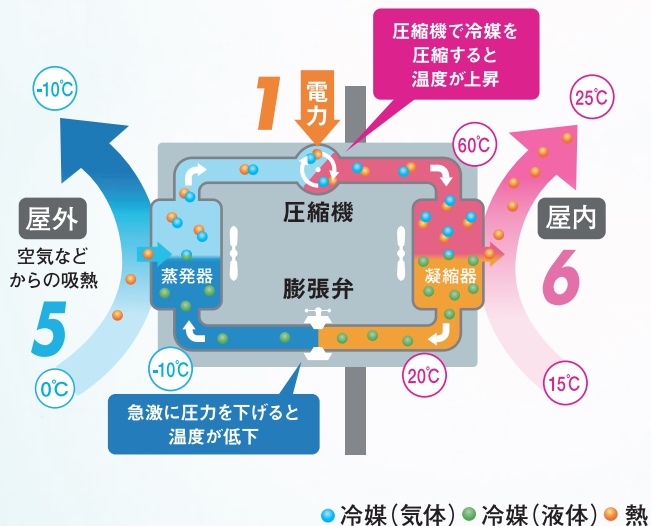 圧縮機で冷媒を
圧縮すると
温度が上昇
-10℃
1
電力
25℃
60℃
屋外
空気など
からの吸熱
5
圧縮機
屋内
6
蒸発器
膨張弁
凝縮器
0℃
-10℃
20℃
15℃
急激に圧力を下げると
温度が低下
冷媒(気体) 冷媒(液体) 熱